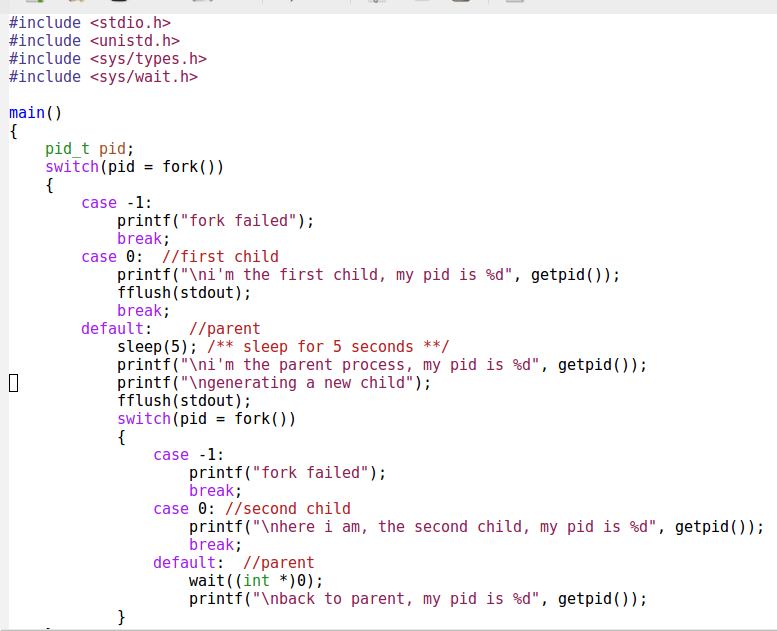 #include <stdio.h>
#include <unistd.h>
#include <sys/types.h>
#include <sys/wait.h>

main()
{
    pid_t pid;
    switch(pid = fork())
    {
        case -1:
            printf("fork failed");
            break;
        case 0:  //first child
            printf("\ni'm the first child, my pid is %d", getpid());
            fflush(stdout);
            break;
        default:    //parent
            sleep(5); /** sleep for 5 seconds **/
            printf("\ni'm the parent process, my pid is %d", getpid());
            printf("\ngenerating a new child");
            fflush(stdout);
            switch(pid = fork())
            {
                case -1:
                    printf("fork failed");
                    break;
                case 0: //second child
                    printf("\nhere i am, the second child, my pid is %d", getpid());
                    break;
                default:  //parent
                    wait((int *)0);
                    printf("\nback to parent, my pid is %d", getpid());
            }